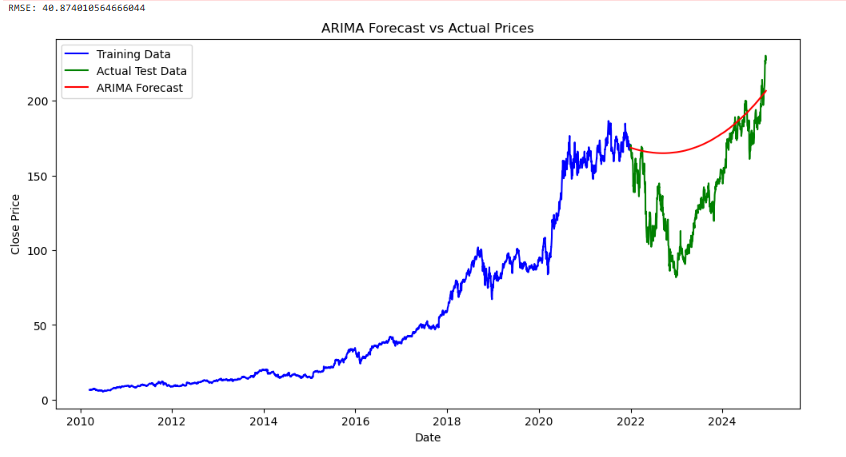 RMSE: 40.874010564666044
ARIMA Forecast vs Actual Prices
Training Data
Actual Test Data
ARIMA Forecast
Close Price
200
150
100
50
0
2010 2012 2014 2016 2018 2020 2022 2024
Date